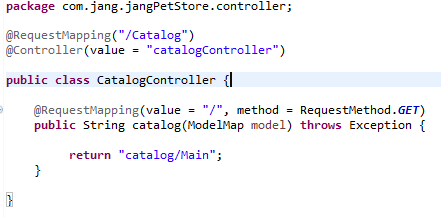 package com.jang.jangPetStore.controller;
@RequestMapping("/Catalog")
@Controller(value = "catalogController")
public class CatalogController {
@RequestMapping(value = "/", method = RequestMethod.GET)
public String catalog(ModelMap model) throws Exception {
return "catalog/Main";
}
}